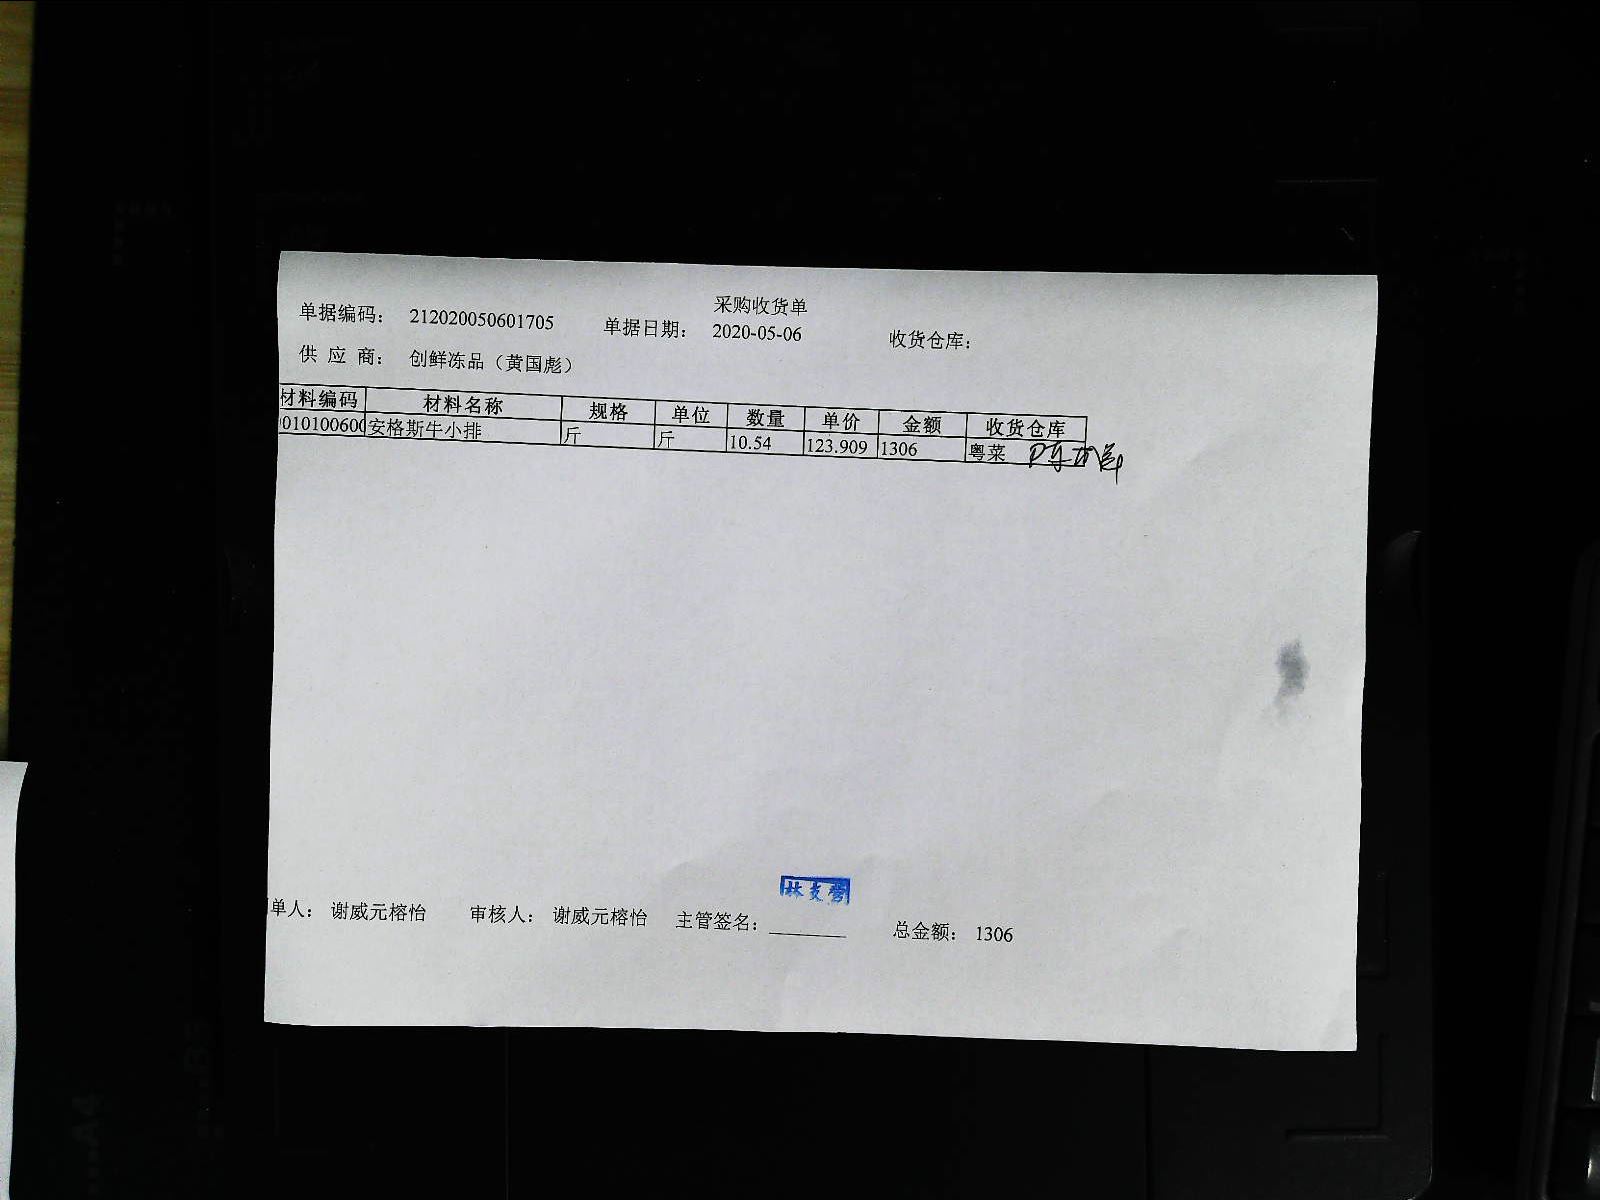 采购收货单
单据编码： 212020050601705 单据日期： 2020-05-06 收货仓库：
供 应 商： 创鲜冻品（黄国彪）
材料编码 材料名称 规格 单位 数量 单价 金额 收货仓库
010100600 安格斯牛小排 斤 斤 10.54 123.909 1306 粤菜
单人： 谢威元榕怡 审核人： 谢威元榕怡 主管签名： 总金额： 1306